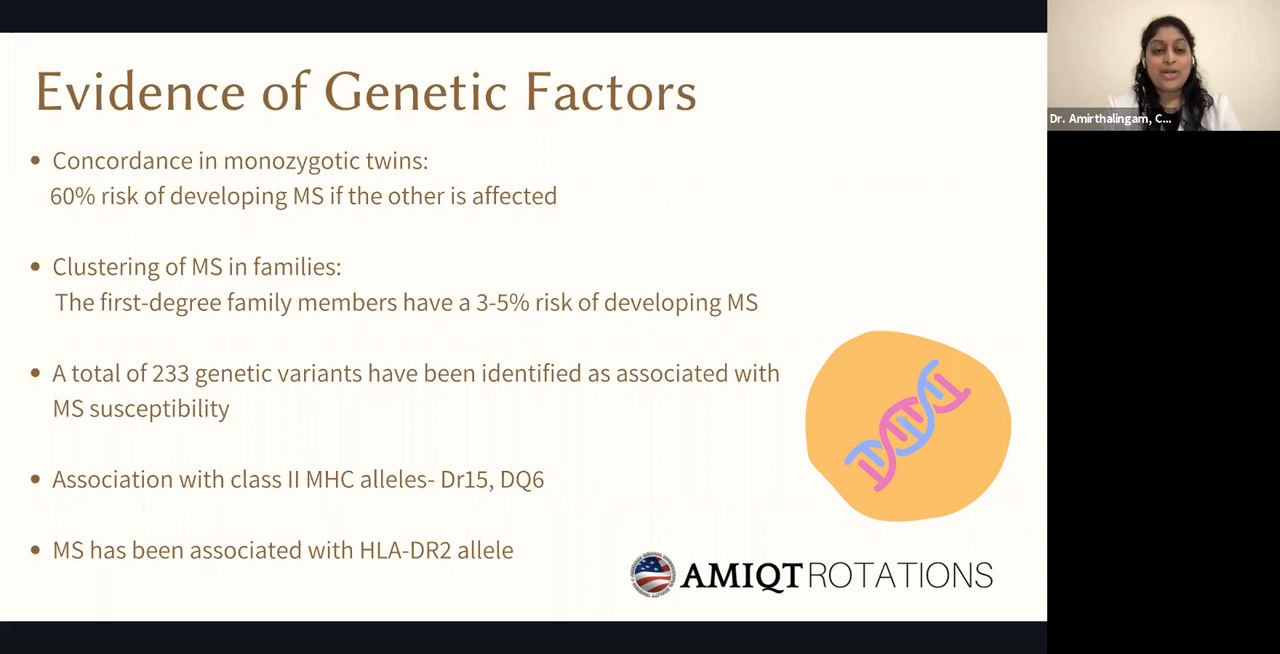 Evidence of Genetic Factors
• Concordance in monozygotic twins:
60% risk of developing MS if the other is affected
• Clustering of MS in families:
The first-degree family members have a 3-5% risk of developing MS
• A total of 233 genetic variants have been identified as associated with
MS susceptibility
• Association with class II MHC alleles- Dr15, DQ6
• MS has been associated with HLA-DR2 allele
AMIQT ROTATIONS
Dr. Amirthalingam, C...